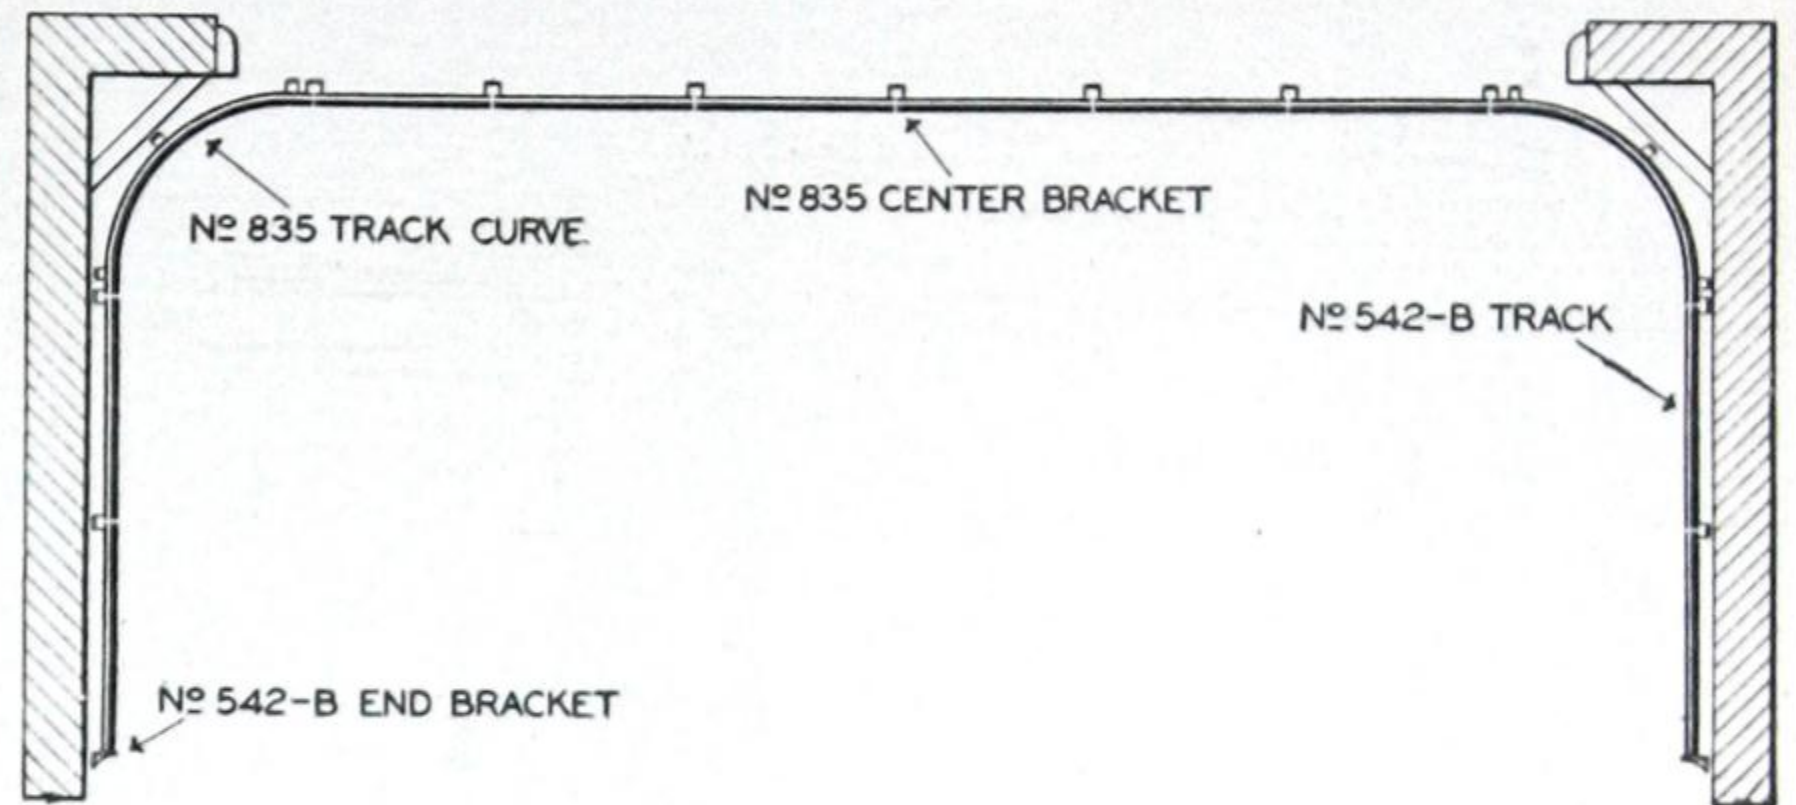 Nº 835 CENTER BRACKET
Nº 835 TRACK CURVE.
Nº 542-B TRACK
Nº 542-B END BRACKET